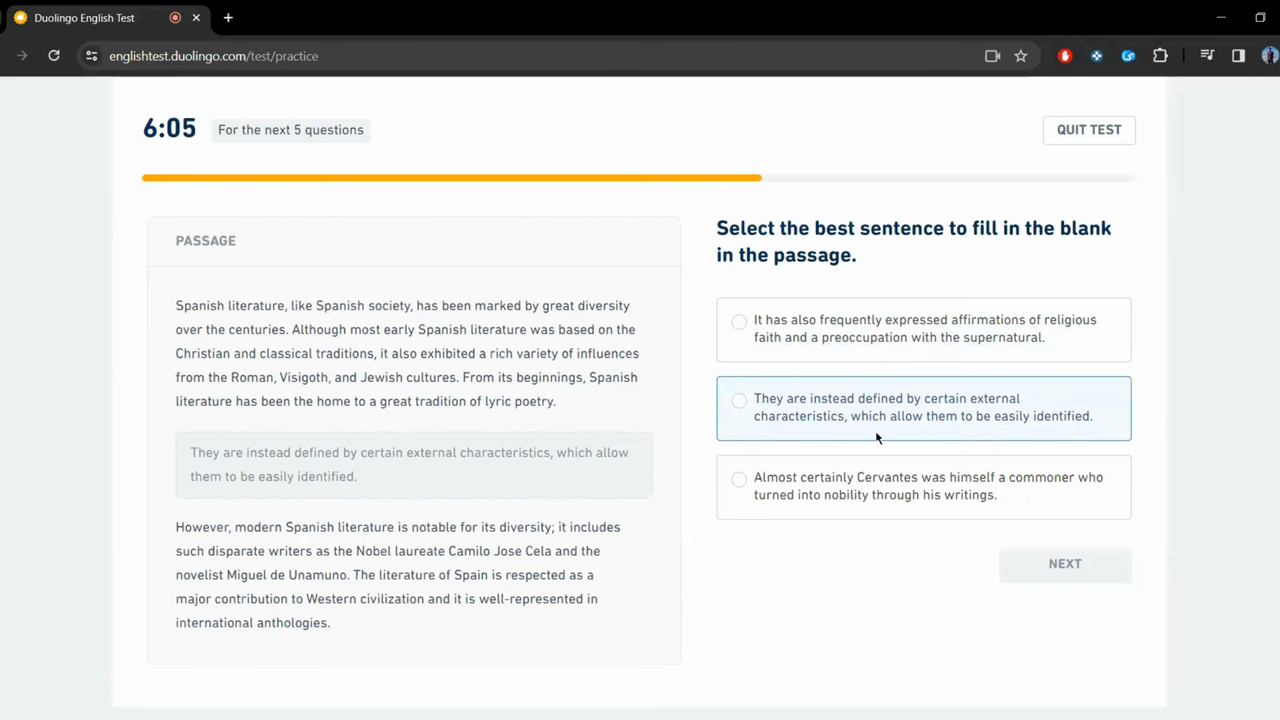 Duolingo English Test
englishtest.duolingo.com/test/practice
6:05
For the next 5 questions
QUIT TEST
PASSAGE
Spanish literature, like Spanish society, has been marked by great diversity
over the centuries. Although most early Spanish literature was based on the
Christian and classical traditions, it also exhibited a rich variety of influences
from the Roman, Visigoth, and Jewish cultures. From its beginnings, Spanish
literature has been the home to a great tradition of lyric poetry.
They are instead defined by certain external characteristics, which allow
them to be easily identified.
However, modern Spanish literature is notable for its diversity; it includes
such disparate writers as the Nobel laureate Camilo Jose Cela and the
novelist Miguel de Unamuno. The literature of Spain is respected as a
major contribution to Western civilization and it is well-represented in
international anthologies.
Select the best sentence to fill in the blank
in the passage.
It has also frequently expressed affirmations of religious
faith and a preoccupation with the supernatural.
They are instead defined by certain external
characteristics, which allow them to be easily identified.
Almost certainly Cervantes was himself a commoner who
turned into nobility through his writings.
NEXT